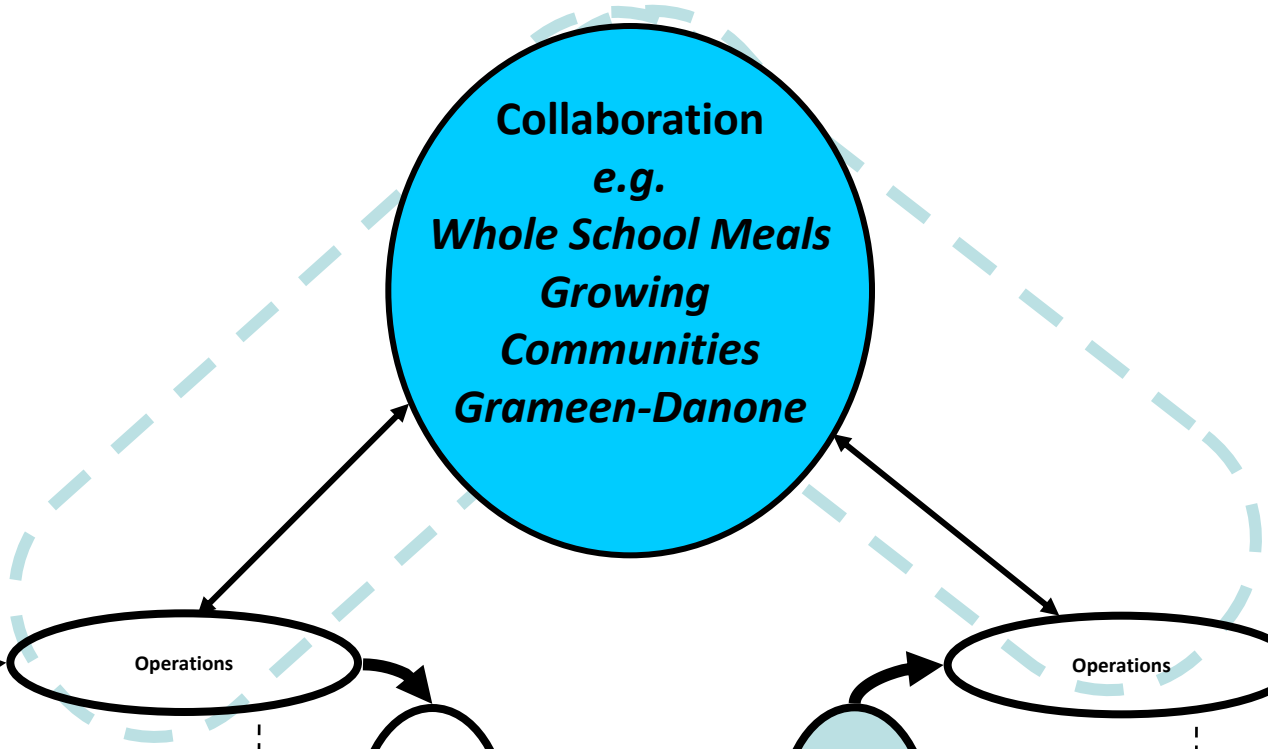 Collaboration
e.g.
Whole School Meals
Growing
Communities
Grameen-Danone
Operations
Operations